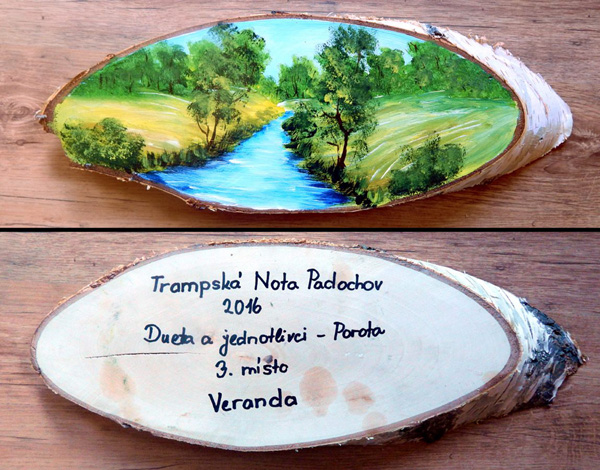 Trampská Nota Padochov
2016
Dueta a jednotlivci - Porota
3. místo
Veranda